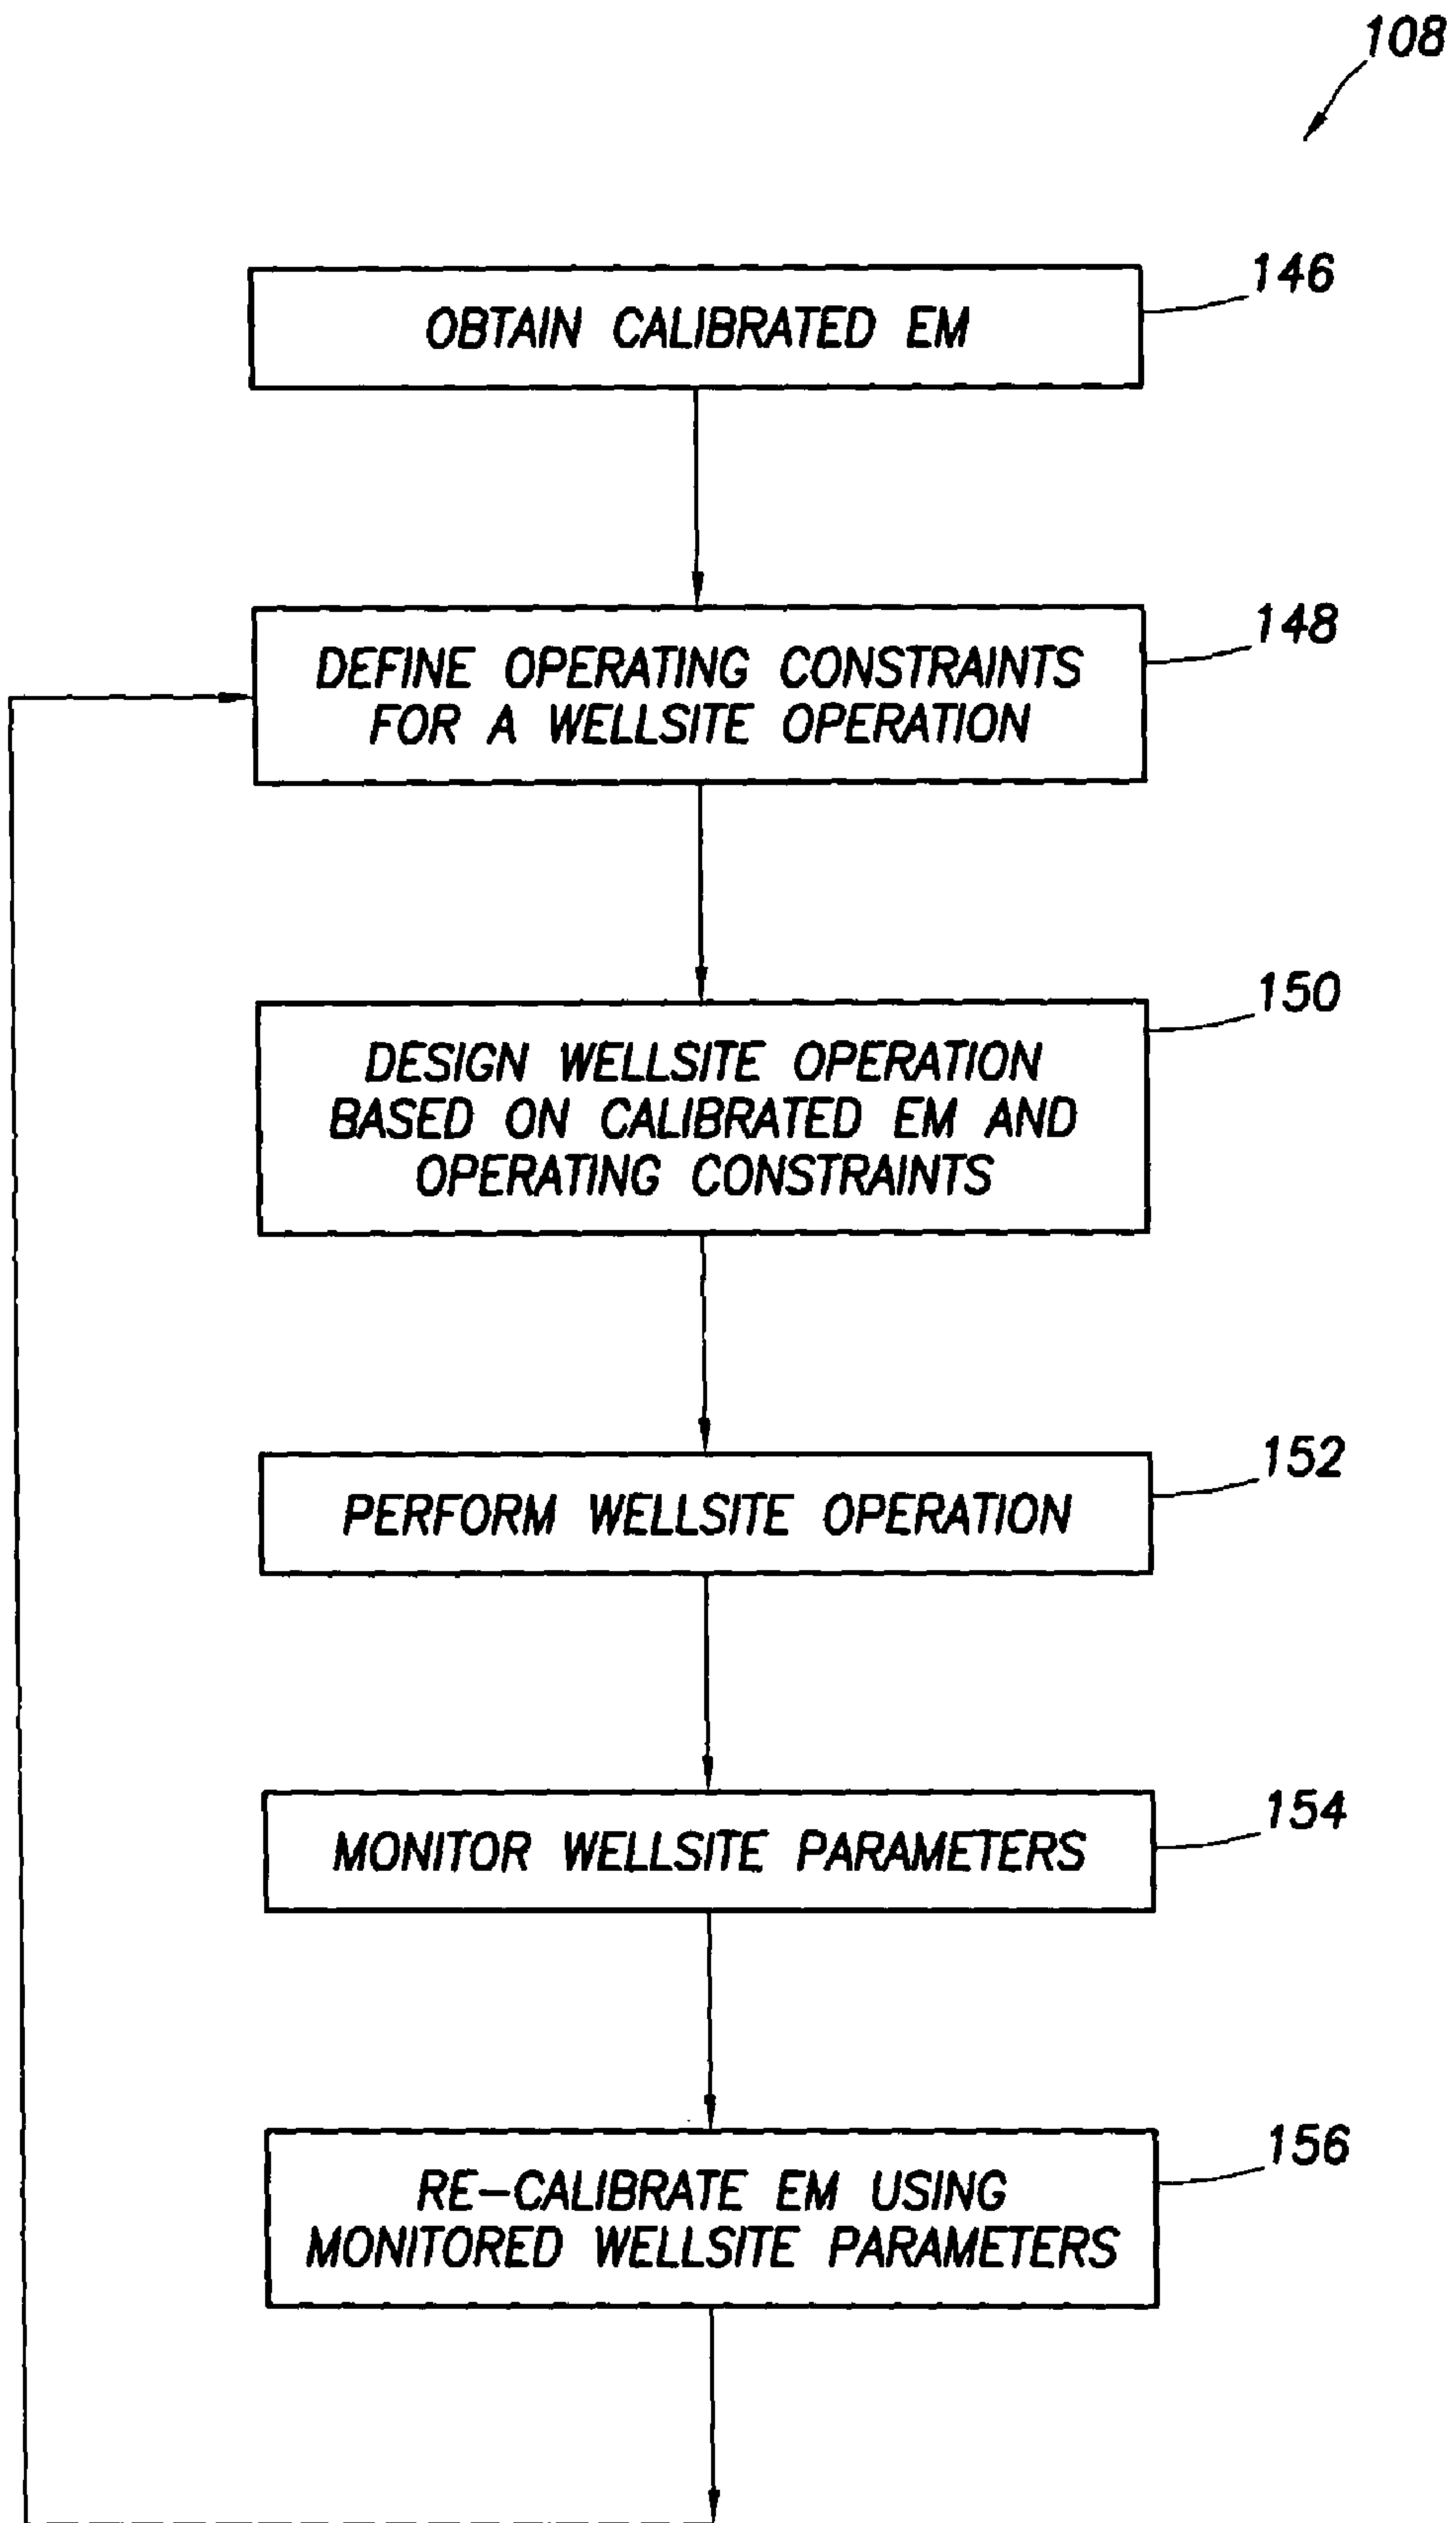 108
146
OBTAIN CALIBRATED EM
148
DEFINE OPERATING CONSTRAINTS
FOR A WELLSITE OPERATION
150
DESIGN WELLSITE OPERATION
BASED ON CALIBRATED EM AND
OPERATING CONSTRAINTS
152
PERFORM WELLSITE OPERATION
154
MONITOR WELLSITE PARAMETERS
156
RE-CALIBRATE EM USING
MONITORED WELLSITE PARAMETERS